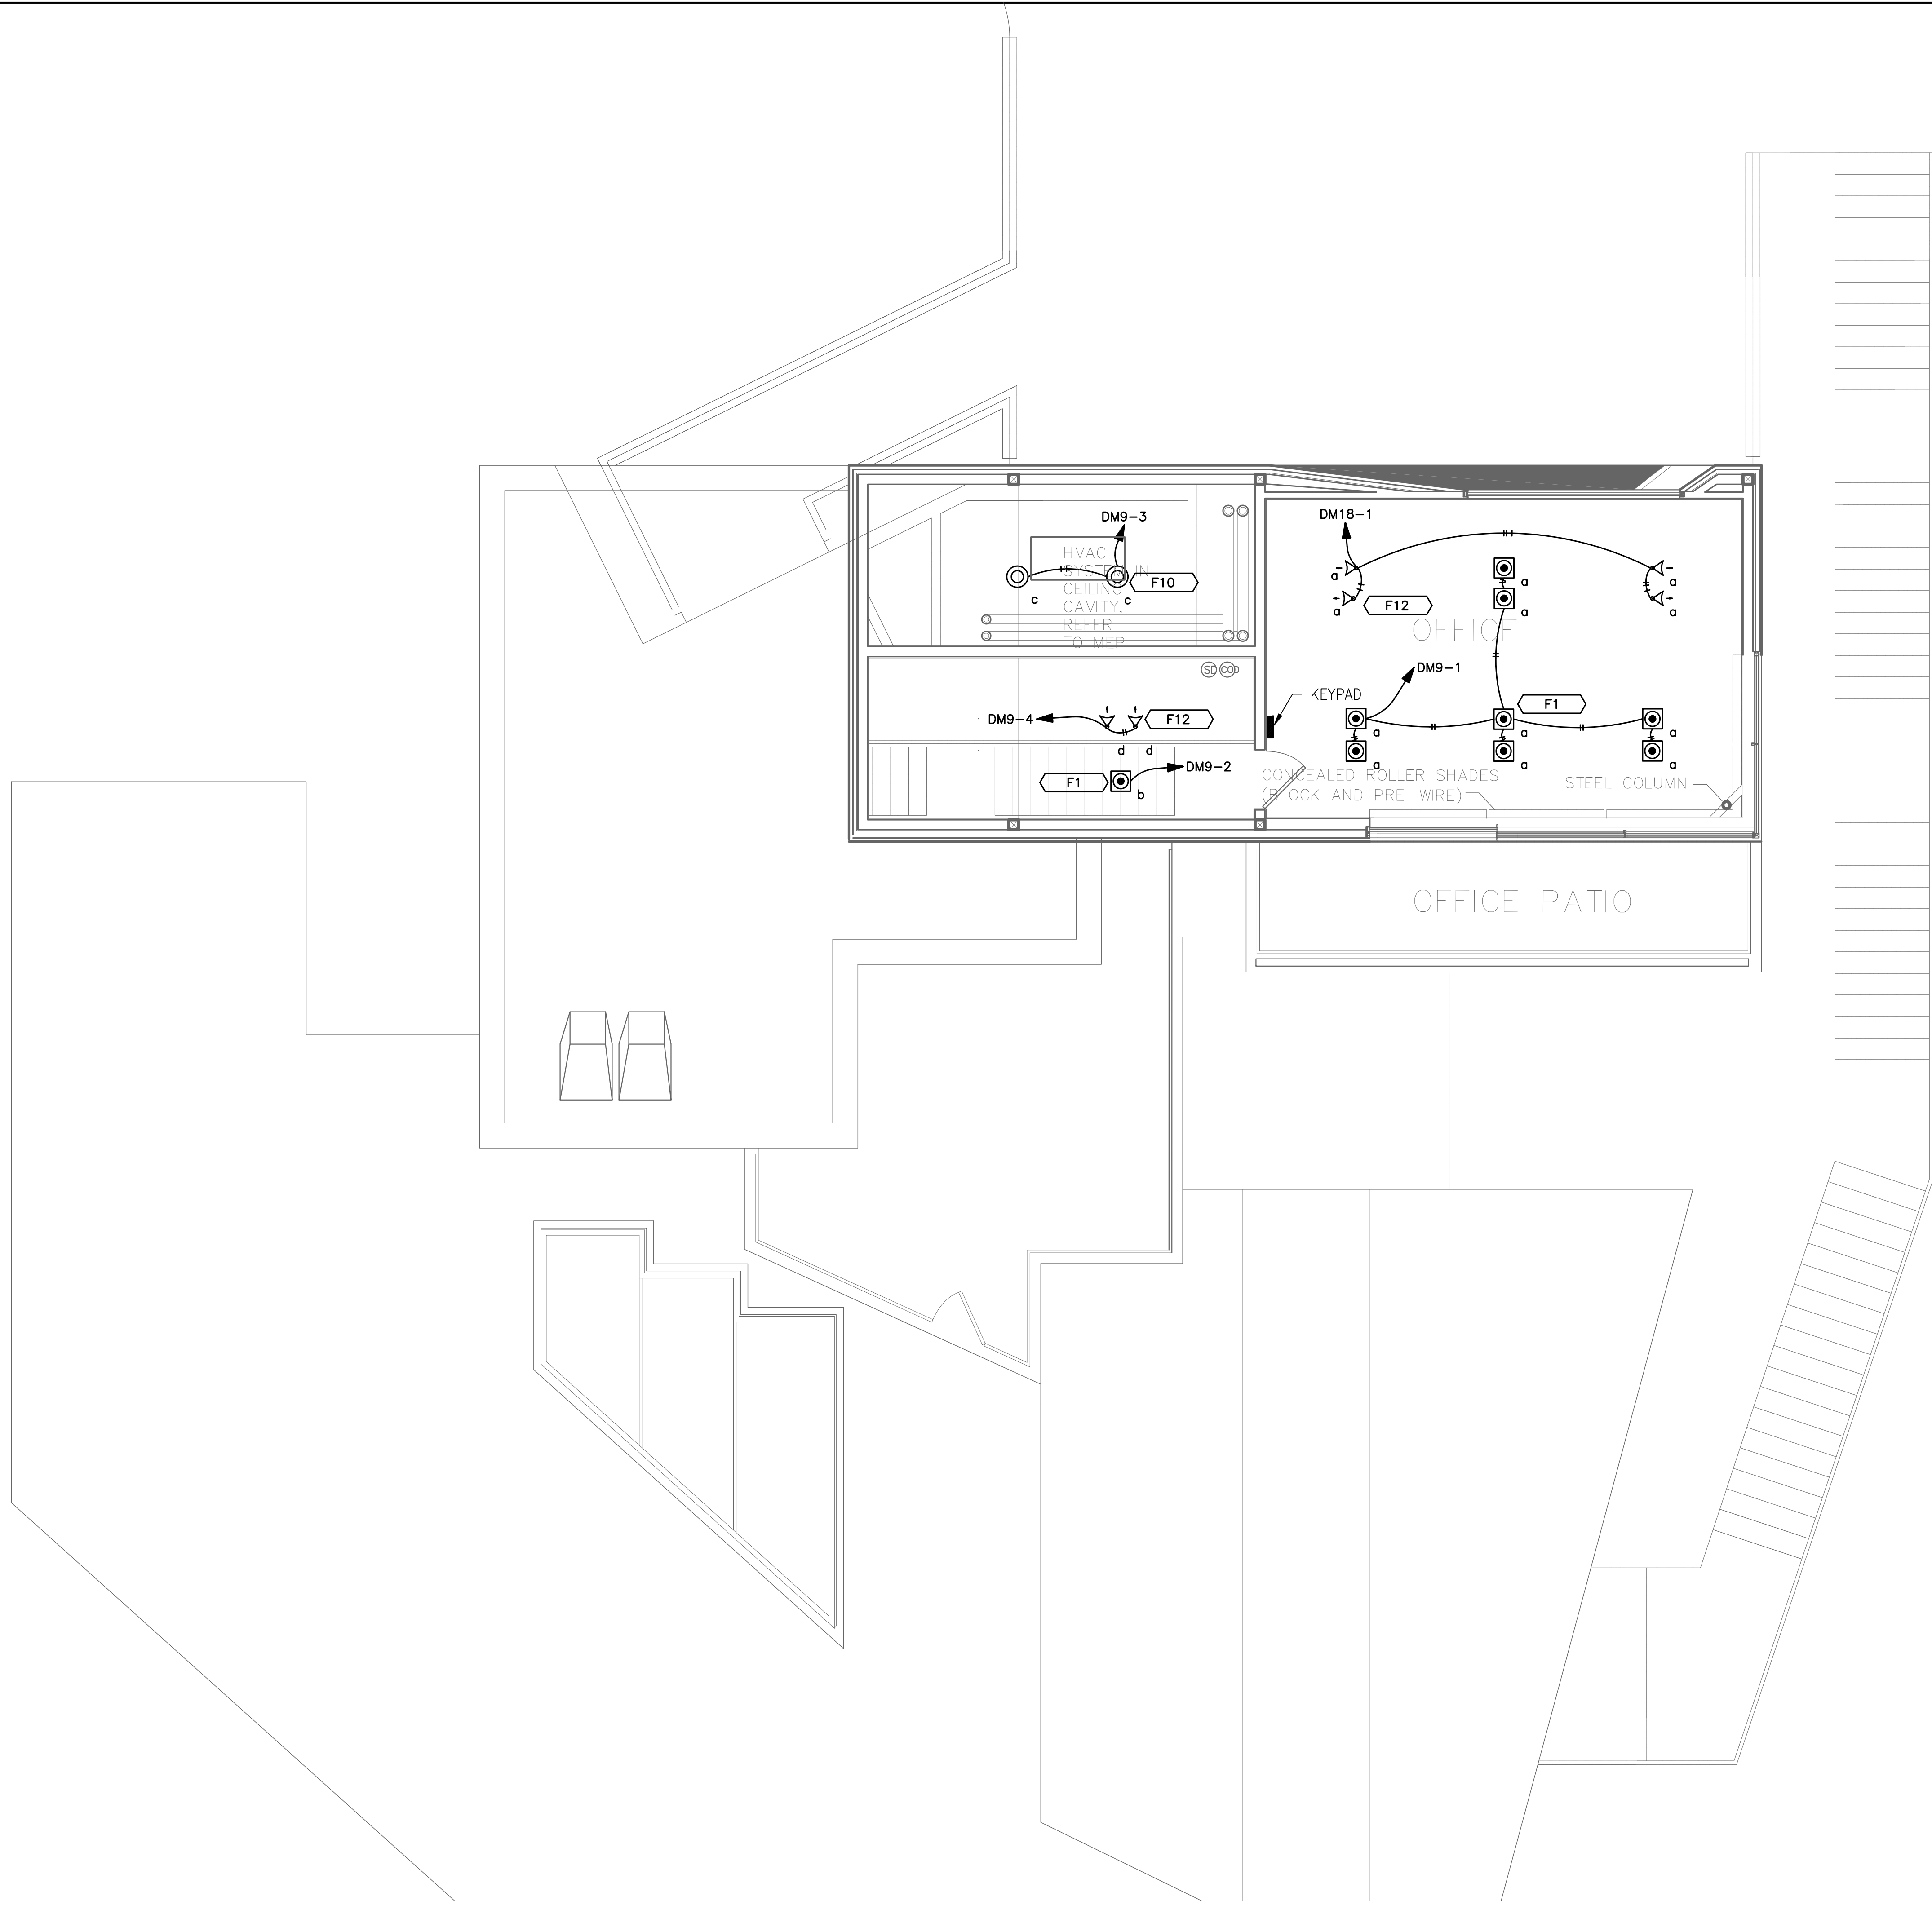 DM9-3
HVAC
SYSTEM IN
CEILING
CAVITY,
REFER
TO MEP
F10
c
c
SD
COD
DM9-4
F12
d
d
F1
DM9-2
b
DM18-1
a
a
a
a
F12
a
a
OFFICE
DM9-1
KEYPAD
F1
a
a
a
a
a
a
CONCEALED ROLLER SHADES
(BLOCK AND PRE-WIRE)
STEEL COLUMN
OFFICE PATIO